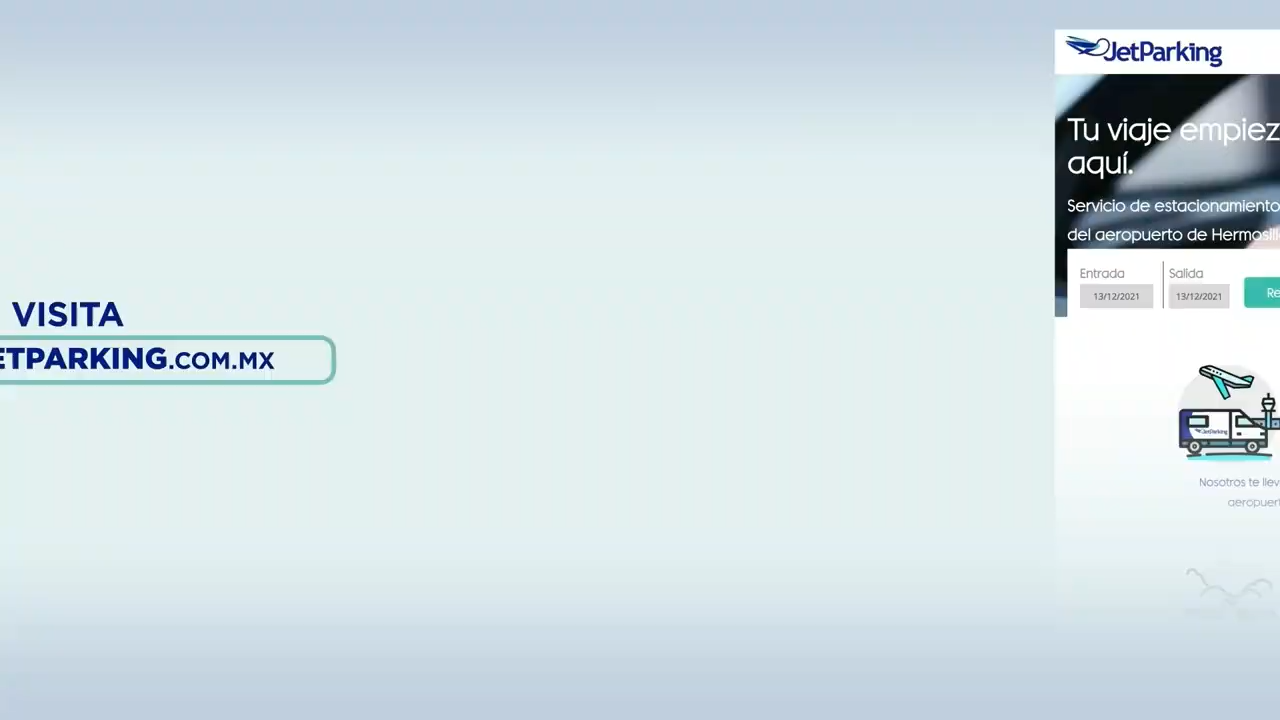 VISITA
ETPARKING.COM.MX
JetParking
Tu viaje empiez
aquí.
Servicio de estacionamiento
del aeropuerto de Hermosill
Entrada
Salida
13/12/2021
13/12/2021
Re
JetParking
Nosotros te llev
aeropuert